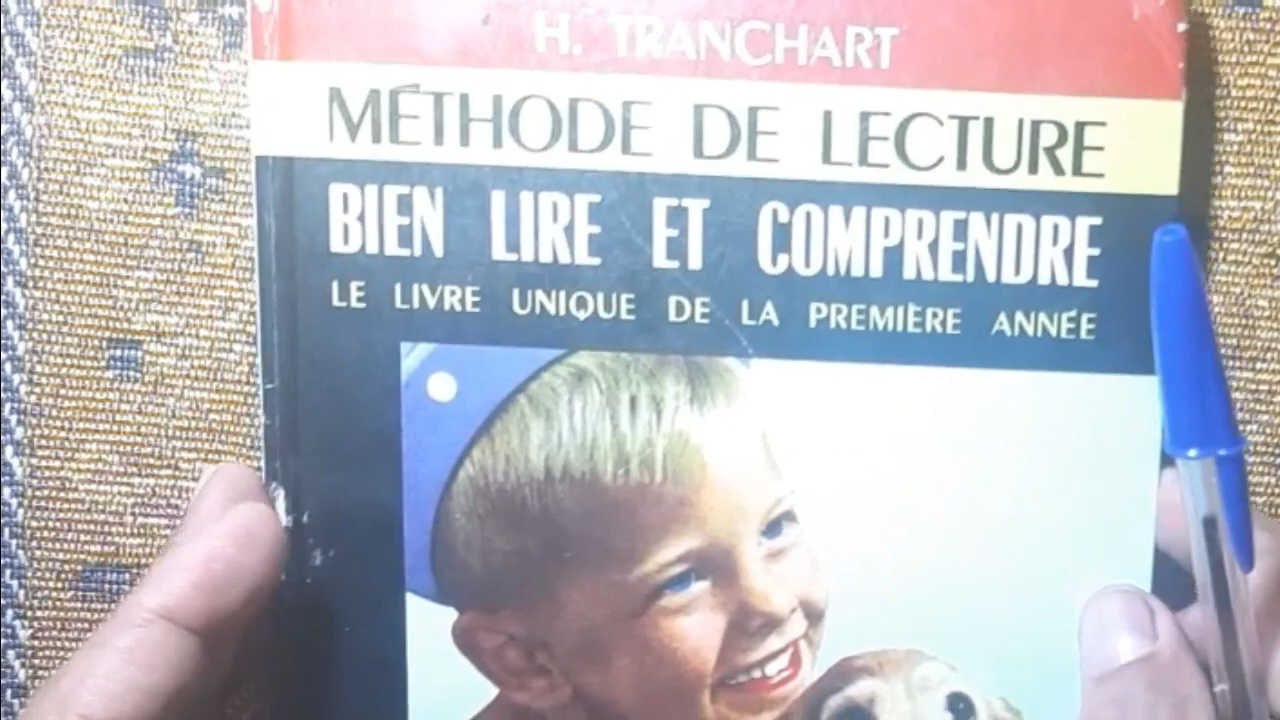 H. TRANCHART
MÉTHODE DE LECTURE
BIEN LIRE ET COMPRENDRE
LE LIVRE UNIQUE DE LA PREMIÈRE ANNÉE